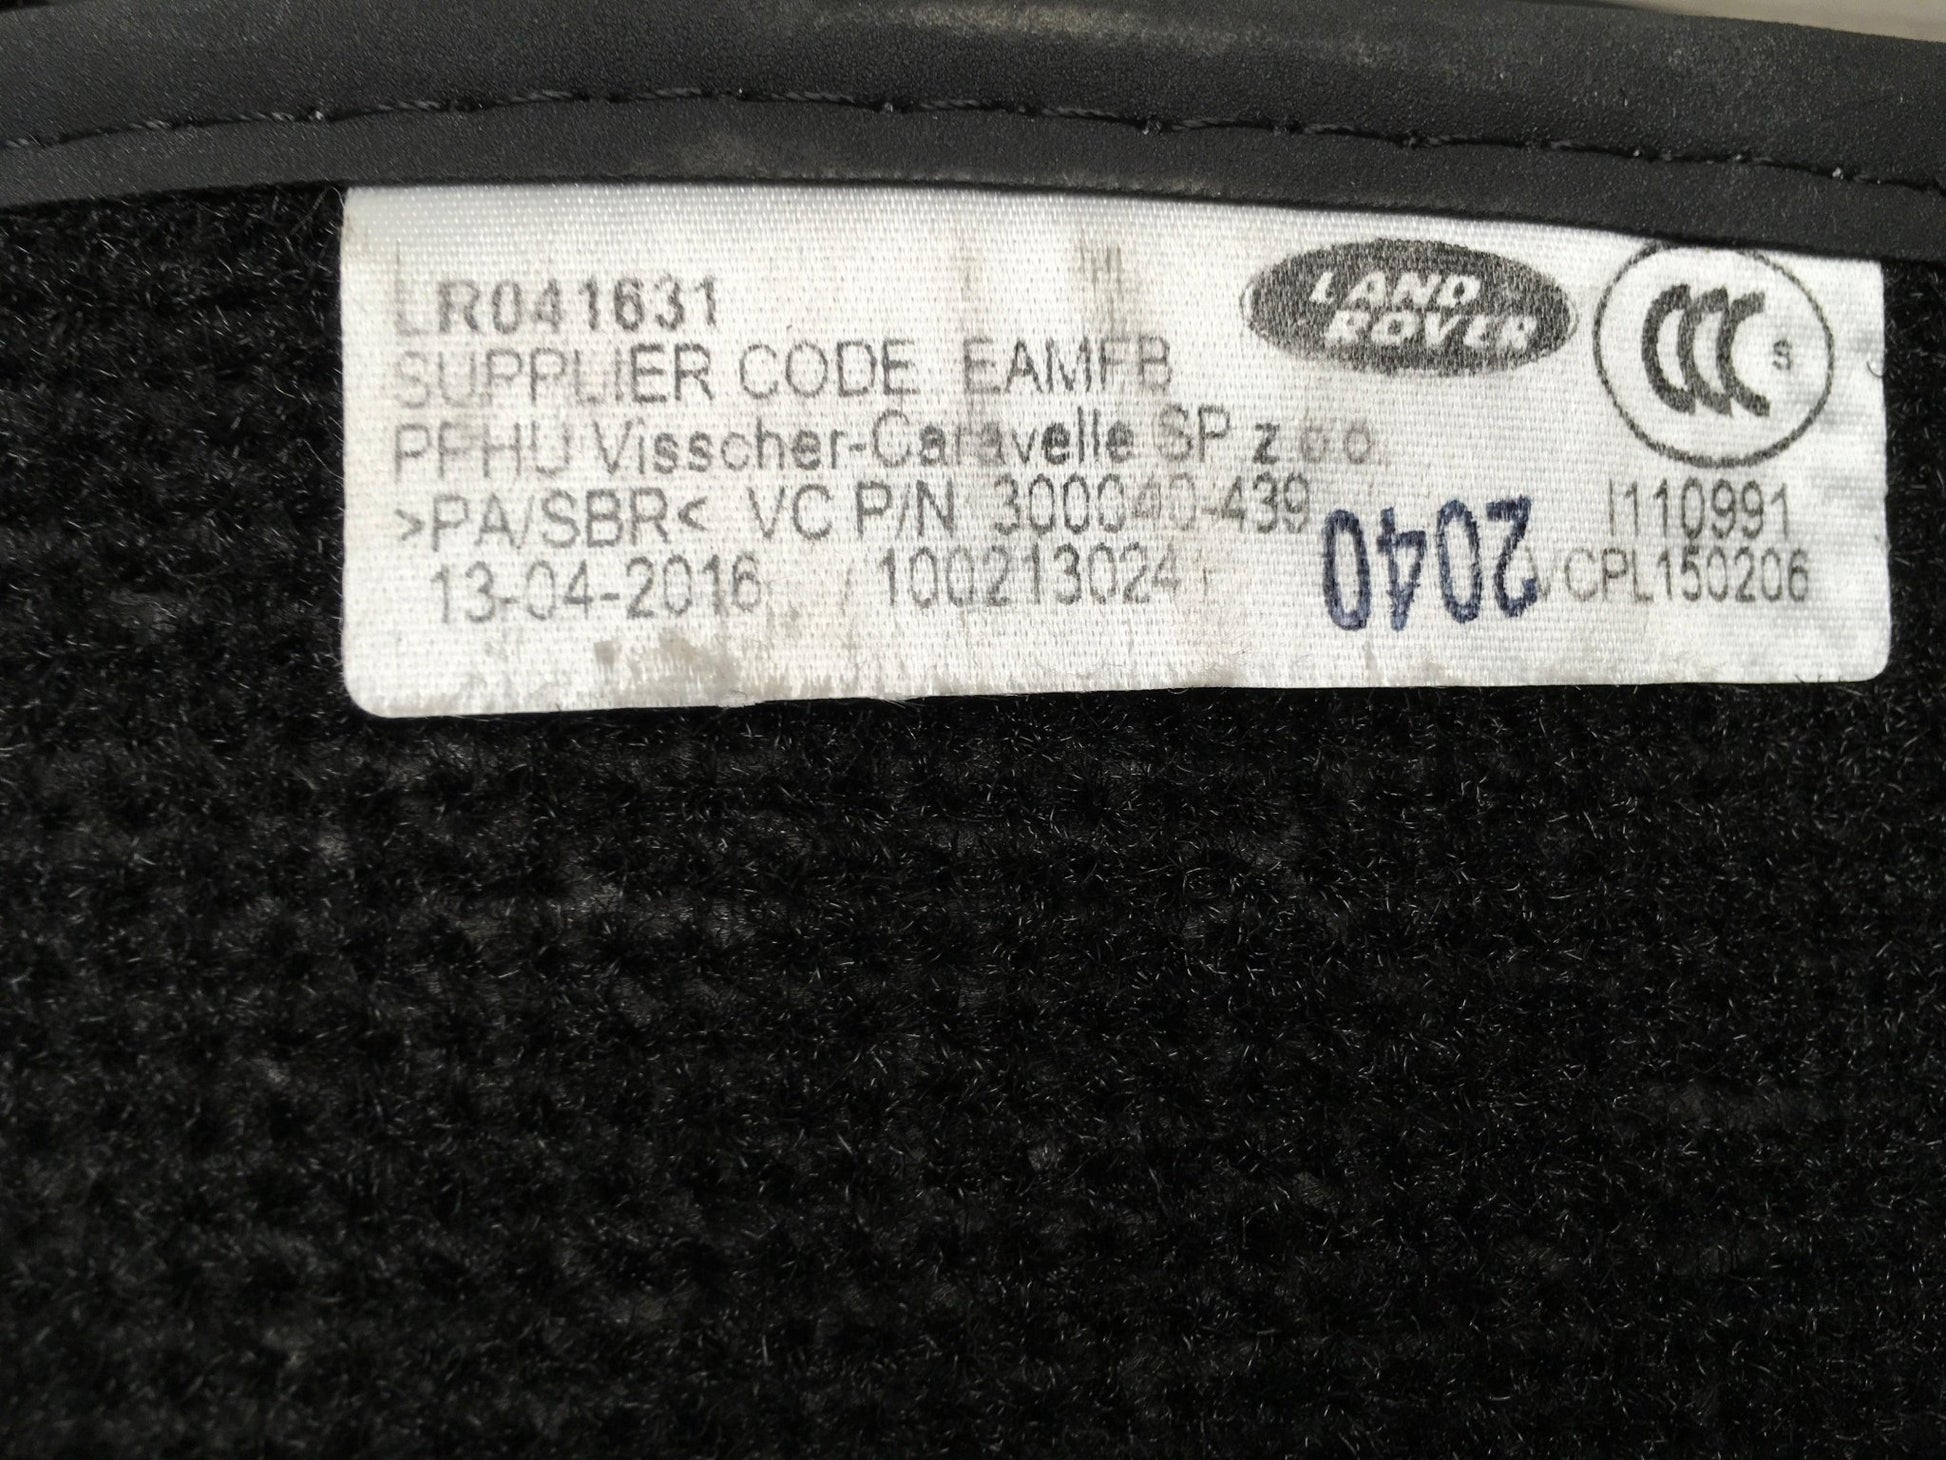 LR041631
LAND
ROVER
CCC S
SUPPLIER CODE EAMFB
PFHU Visscher-Caravelle SP z o o
>PA/SBR< VC P/N 300040-439
I110991
13-04-2016 / 100213024
2040
VCPL150206